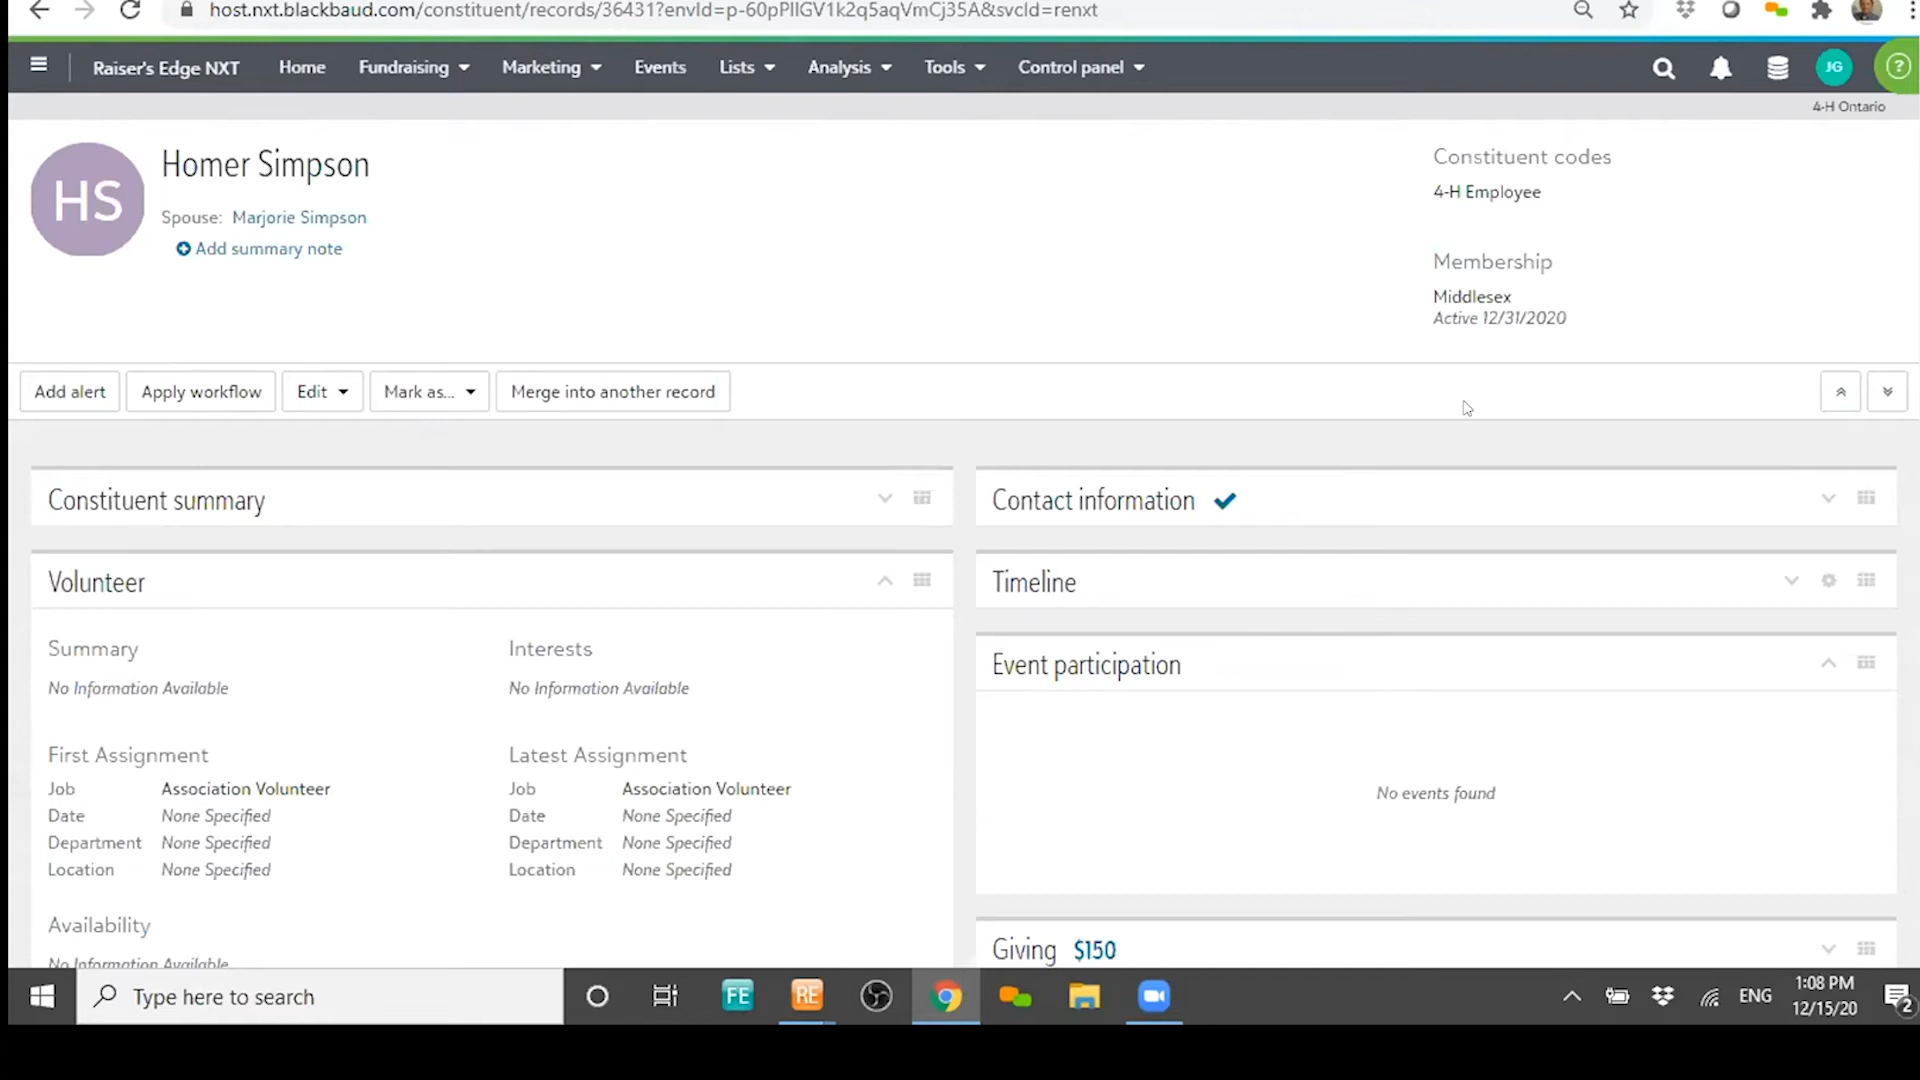 host.nxt.blackbaud.com/constituent/records/36431?envId=p-60pPIlGV1k2q5aqVmCj35A&svcId=renxt
Raiser's Edge NXT Home Fundraising Marketing Events Lists Analysis Tools Control panel JG ?
4-H Ontario
HS
Homer Simpson
Spouse: Marjorie Simpson
Add summary note
Constituent codes
4-H Employee
Membership
Middlesex
Active 12/31/2020
Add alert Apply workflow Edit Mark as... Merge into another record
Constituent summary
Volunteer
Summary Interests
No Information Available No Information Available
First Assignment Latest Assignment
Job Association Volunteer Job Association Volunteer
Date None Specified Date None Specified
Department None Specified Department None Specified
Location None Specified Location None Specified
Availability
No Information Available
Contact information
Timeline
Event participation
No events found
Giving $150
Type here to search
FE RE
ENG
1:08 PM
12/15/20
2